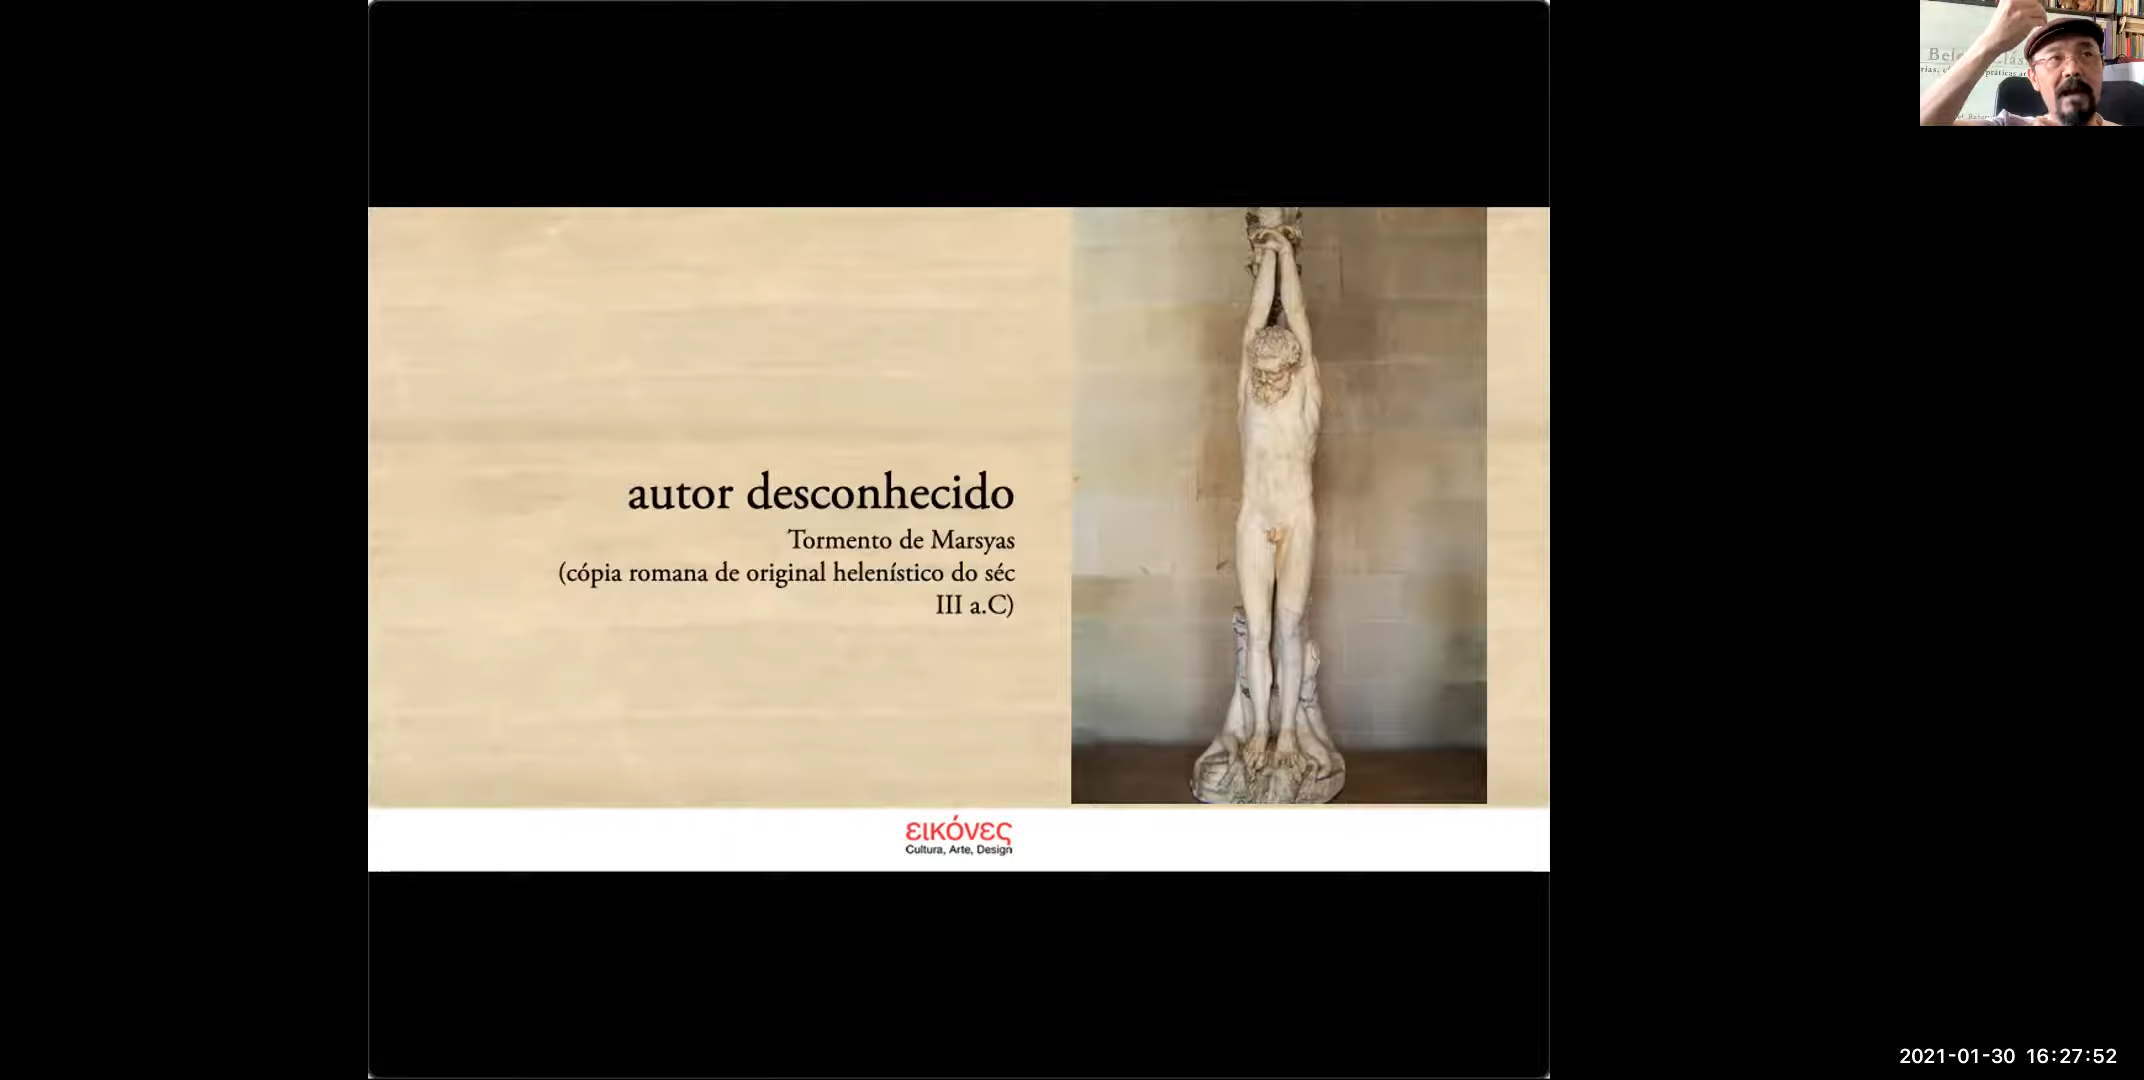 autor desconhecido
Tormento de Marsyas
(cópia romana de original helenístico do séc
III a.C)
εικόνες
Cultura, Arte, Design
2021-01-30 16:27:52